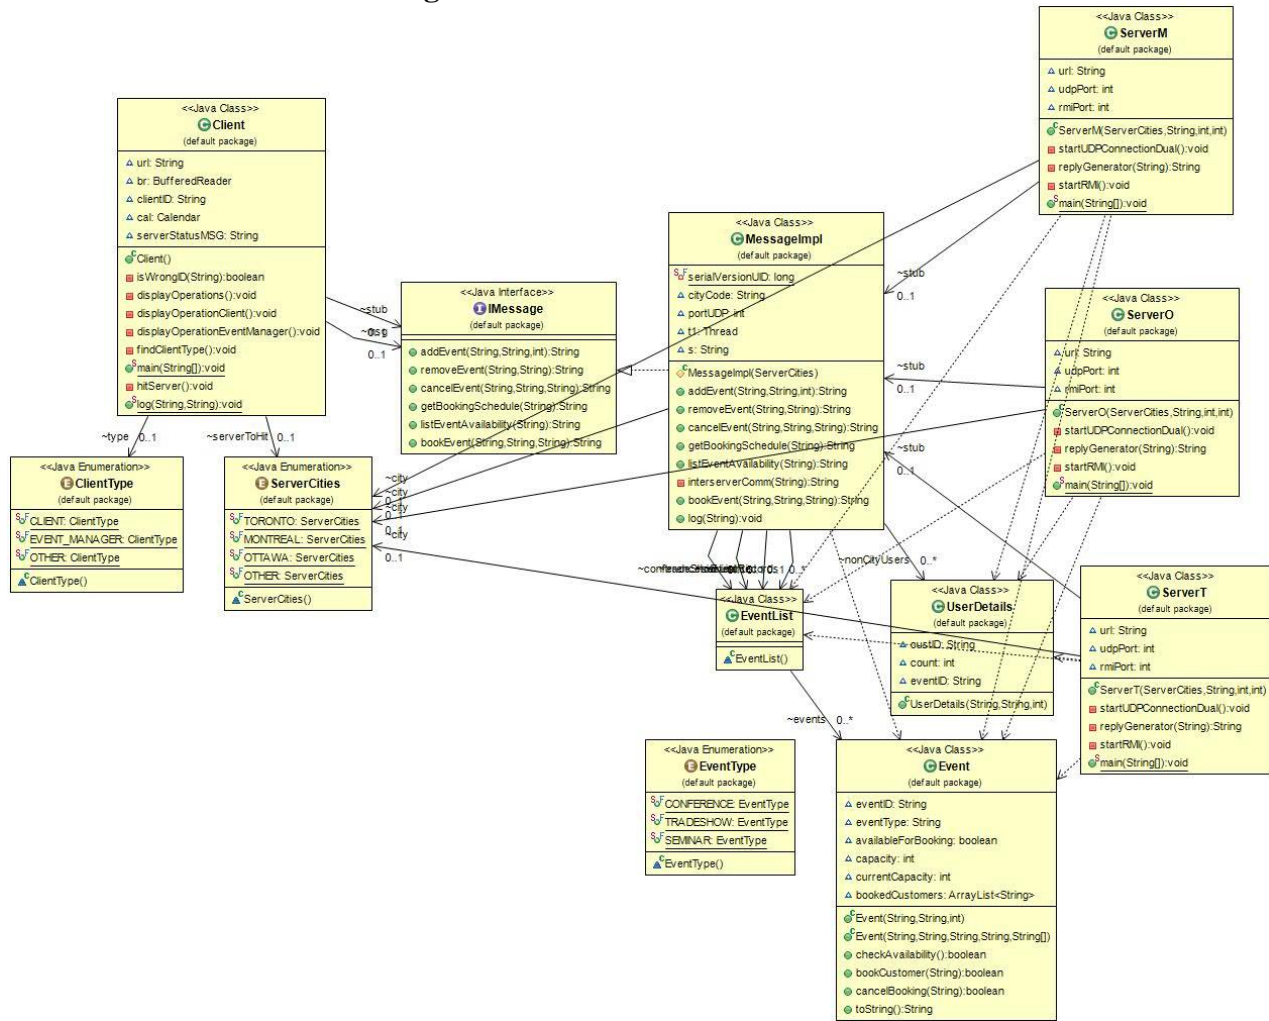 <<Java Class>>
ServerM
(default package)
url: String
udpPort: int
rmiPort: int
ServerM(ServerCities,String,int,int)
startUDPConnectionDual():void
replyGenerator(String):String
startRMI():void
main(String[]):void
<<Java Class>>
Client
(default package)
url: String
br: BufferedReader
clientID: String
cal: Calendar
serverStatusMSG: String
Client()
isWrongID(String):boolean
displayOperations():void
displayOperationClient():void
displayOperationEventManager():void
findClientType():void
main(String[]):void
hitServer():void
log(String,String):void
~stub
0..1
~type 0..1
~serverToHit 0..1
<<Java Interface>>
IMessage
(default package)
addEvent(String,String,int):String
removeEvent(String,String):String
cancelEvent(String,String,String):String
getBookingSchedule(String):String
listEventAvailability(String):String
bookEvent(String,String,String):String
<<Java Class>>
MessageImpl
(default package)
serialVersionUID: long
cityCode: String
portUDP: int
t1: Thread
s: String
MessageImpl(ServerCities)
addEvent(String,String,int):String
removeEvent(String,String):String
cancelEvent(String,String,String):String
getBookingSchedule(String):String
listEventAvailability(String):String
interserverComm(String):String
bookEvent(String,String,String):String
log(String):void
~stub
0..1
~stub
0..1
~stub
0..1
<<Java Class>>
ServerO
(default package)
url: String
udpPort: int
rmiPort: int
ServerO(ServerCities,String,int,int)
startUDPConnectionDual():void
replyGenerator(String):String
startRMI():void
main(String[]):void
<<Java Enumeration>>
ClientType
(default package)
CLIENT: ClientType
EVENT_MANAGER: ClientType
OTHER: ClientType
ClientType()
<<Java Enumeration>>
ServerCities
(default package)
TORONTO: ServerCities
MONTREAL: ServerCities
OTTAWA: ServerCities
OTHER: ServerCities
ServerCities()
~city
~city
0..1
~city
0..1
0..1
~city
0..1
~nonCityUsers 0..*
0..1 0..*
<<Java Class>>
EventList
(default package)
EventList()
<<Java Class>>
UserDetails
(default package)
custID: String
count: int
eventID: String
UserDetails(String,String,int)
<<Java Class>>
ServerT
(default package)
url: String
udpPort: int
rmiPort: int
ServerT(ServerCities,String,int,int)
startUDPConnectionDual():void
replyGenerator(String):String
startRMI():void
main(String[]):void
~events 0..*
<<Java Enumeration>>
EventType
(default package)
CONFERENCE: EventType
TRADESHOW: EventType
SEMINAR: EventType
EventType()
<<Java Class>>
Event
(default package)
eventID: String
eventType: String
availableForBooking: boolean
capacity: int
currentCapacity: int
bookedCustomers: ArrayList<String>
Event(String,String,int)
Event(String,String,String,String,String[])
checkAvailability():boolean
bookCustomer(String):boolean
cancelBooking(String):boolean
toString():String